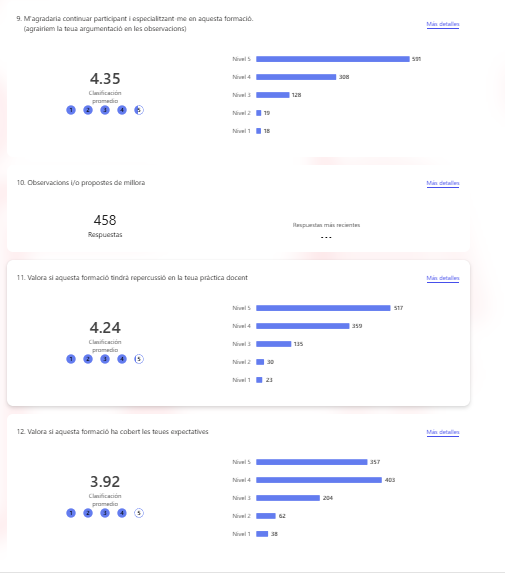 9. M'agradaria continuar participant i especialitzant-me en aquesta formació.
(agrairíem la teua argumentació en les observacions)
Más detalles
4.35
Clasificación
promedio
1 2 3 4 5
Nivel 5 591
Nivel 4 308
Nivel 3 128
Nivel 2 19
Nivel 1 18
10. Observacions i/o propostes de millora
Más detalles
458
Respuestas
Respuestas más recientes
...
11. Valora si aquesta formació tindrà repercussió en la teua pràctica docent
Más detalles
4.24
Clasificación
promedio
1 2 3 4 5
Nivel 5 517
Nivel 4 359
Nivel 3 135
Nivel 2 30
Nivel 1 23
12. Valora si aquesta formació ha cobert les teues expectatives
Más detalles
3.92
Clasificación
promedio
1 2 3 4 5
Nivel 5 357
Nivel 4 403
Nivel 3 204
Nivel 2 62
Nivel 1 38